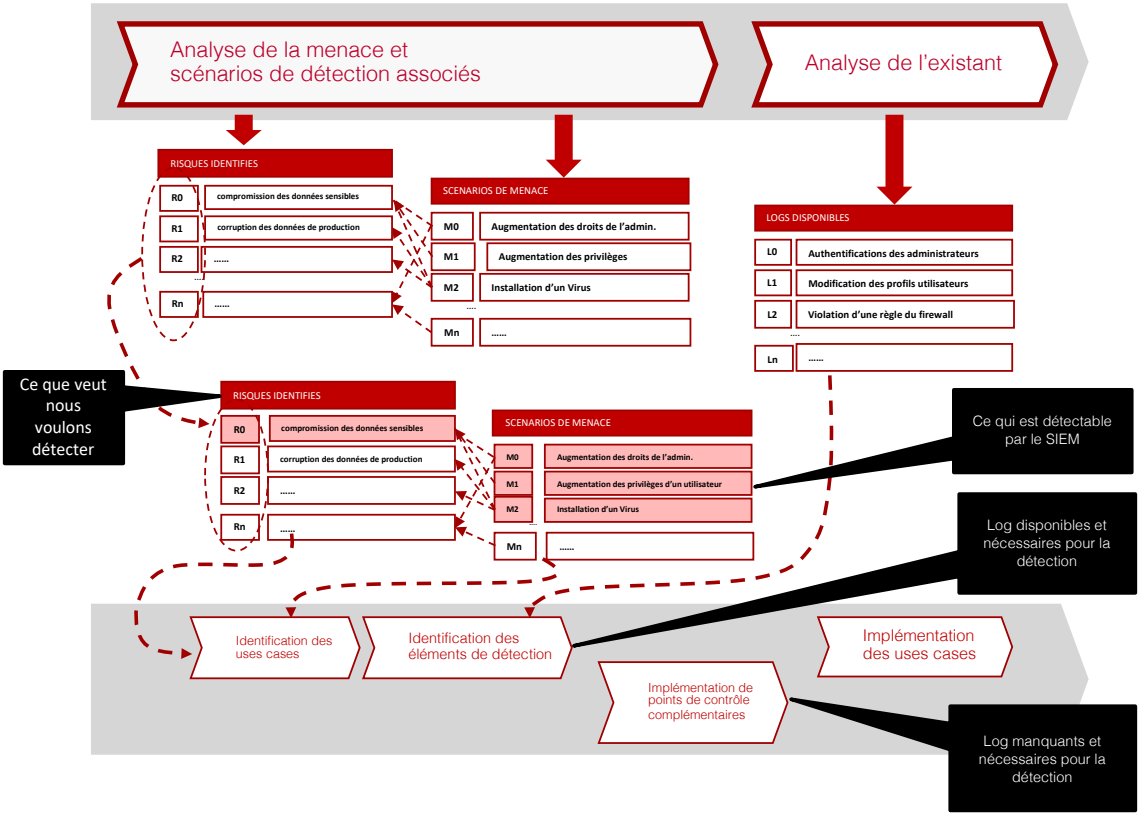 Analyse de la menace et
scénarios de détection associés
Analyse de l'existant
RISQUES IDENTIFIES
R0 compromission des données sensibles
R1 corruption des données de production
R2 ......
....
Rn ......
SCENARIOS DE MENACE
M0 Augmentation des droits de l'admin.
M1 Augmentation des privilèges
M2 Installation d'un Virus
....
Mn ......
LOGS DISPONIBLES
L0 Authentifications des administrateurs
L1 Modification des profils utilisateurs
L2 Violation d'une règle du firewall
....
Ln ......
Ce que veut
nous
voulons
détecter
RISQUES IDENTIFIES
R0 compromission des données sensibles
R1 corruption des données de production
R2 ......
Rn ......
SCENARIOS DE MENACE
M0 Augmentation des droits de l'admin.
M1 Augmentation des privilèges d'un utilisateur
M2 Installation d'un Virus
....
Mn ......
Ce qui est détectable
par le SIEM
Log disponibles et
nécessaires pour la
détection
Identification des
uses cases
Identification des
éléments de détection
Implémentation
des uses cases
Implémentation de
points de contrôle
complémentaires
Log manquants et
nécessaires pour la
détection